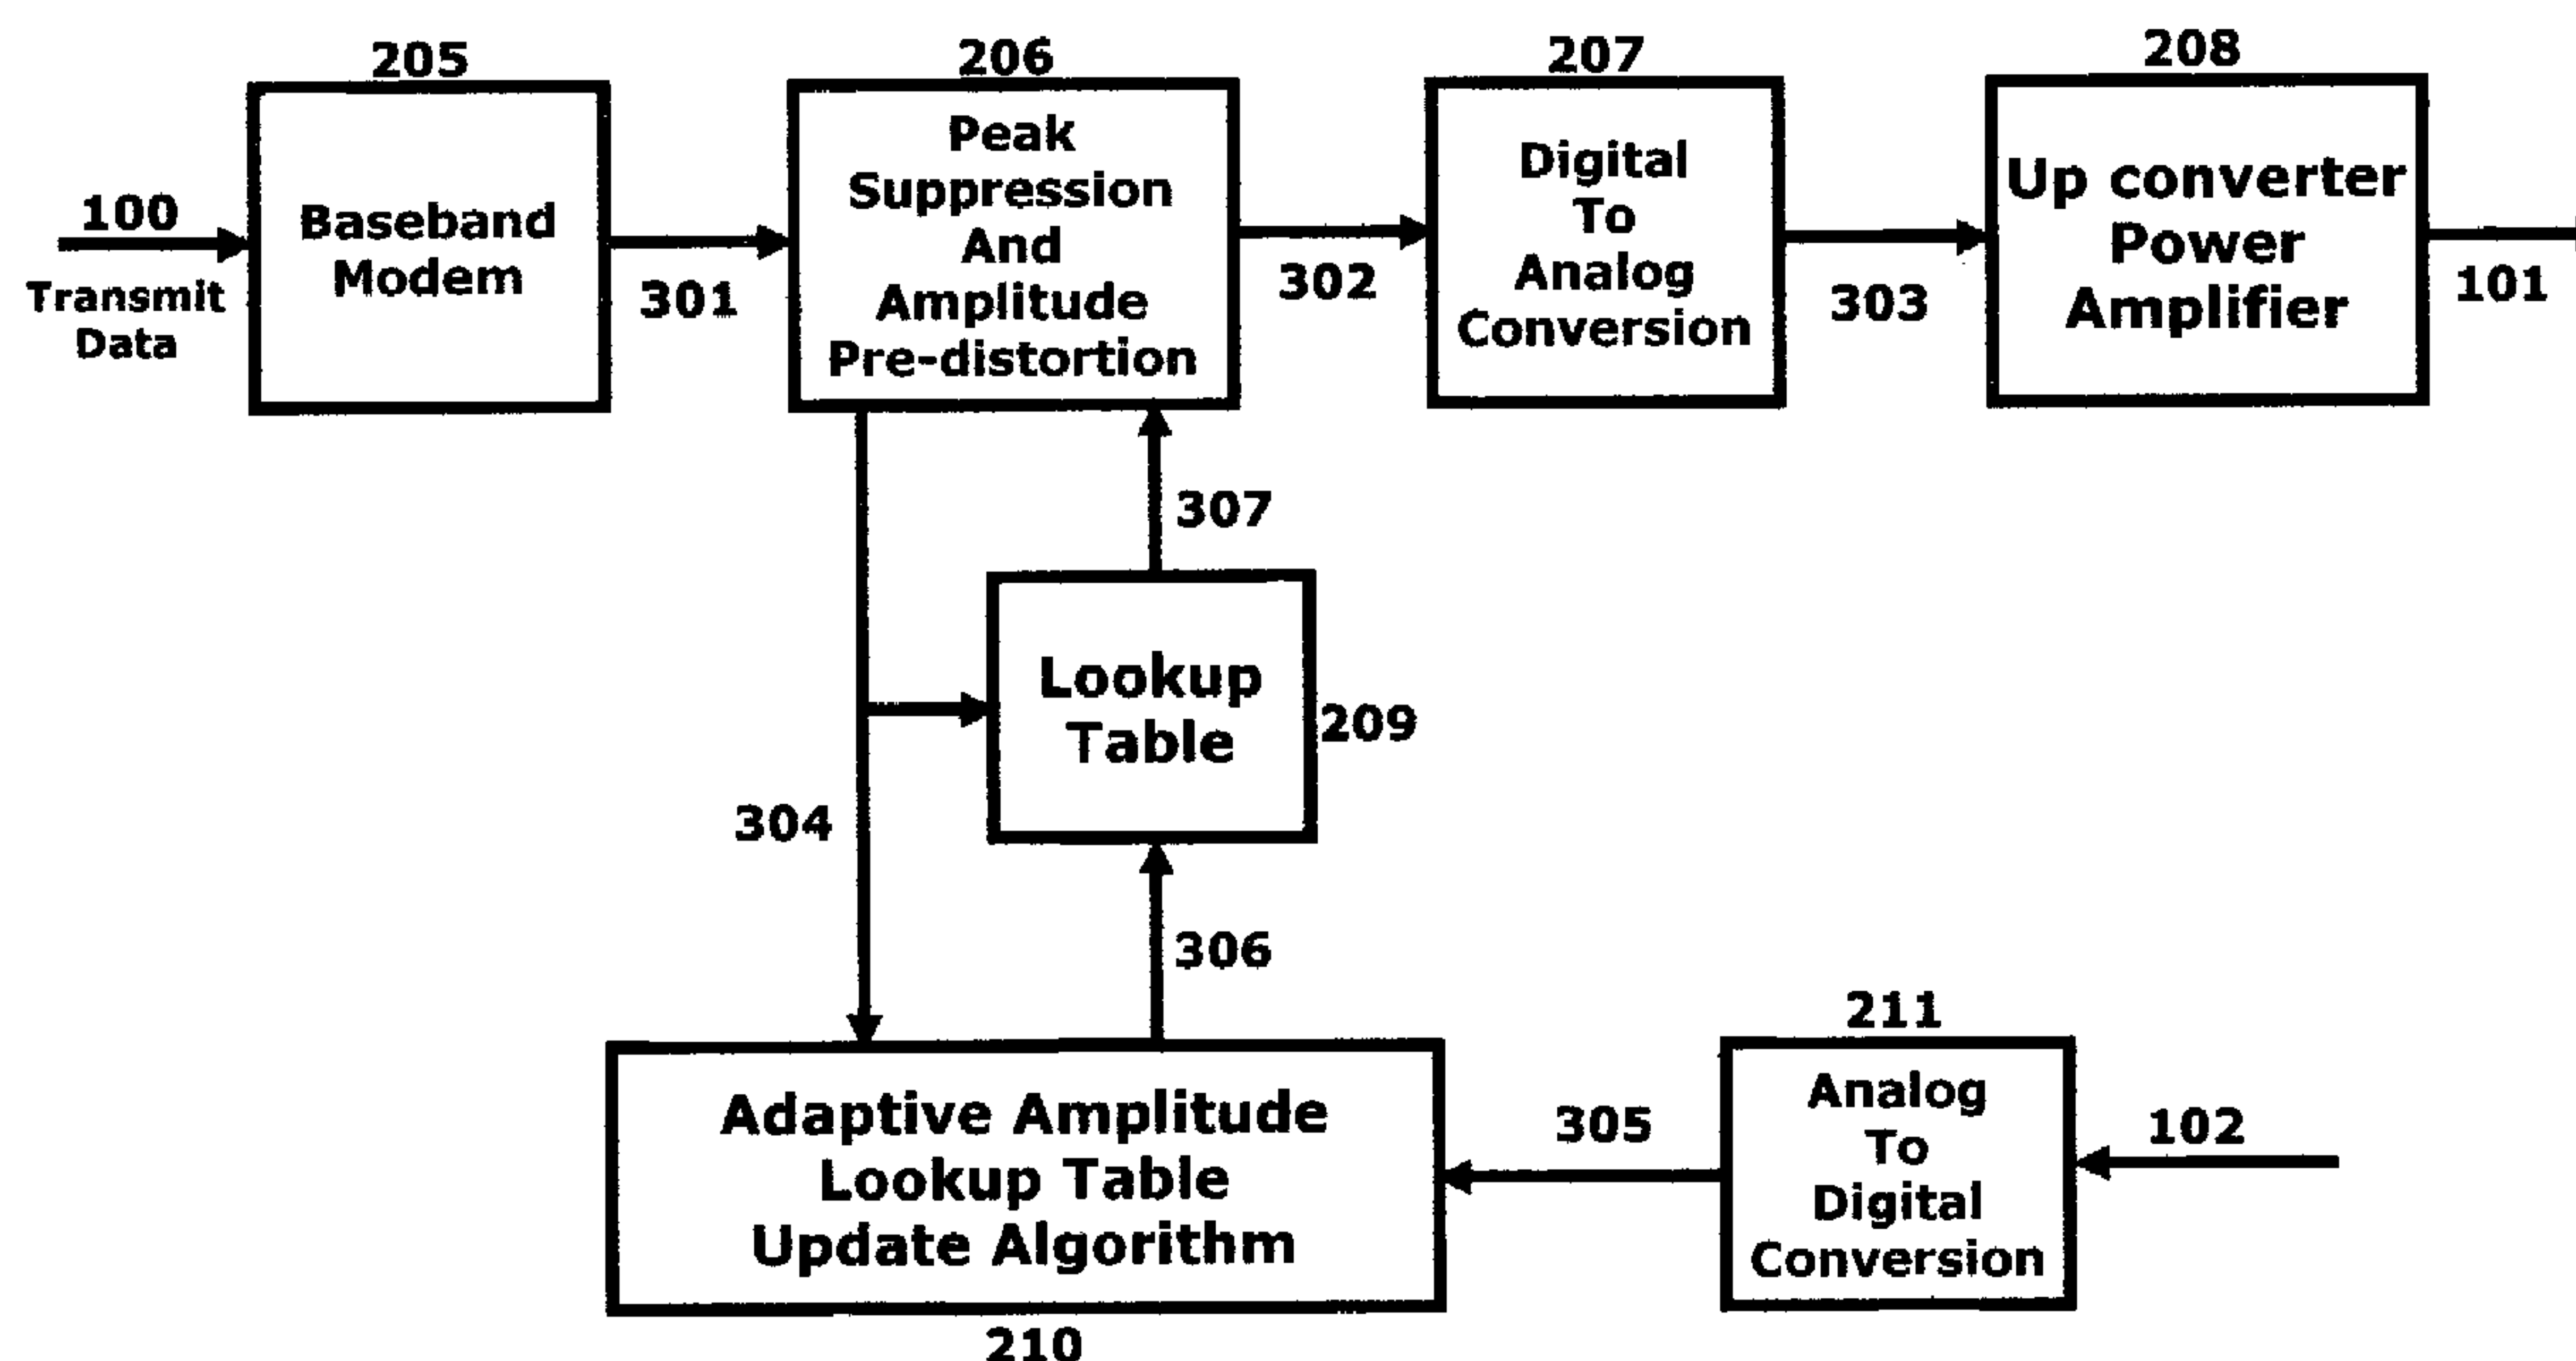 205
206
207
208
100
Transmit
Data
Baseband
Modem
301
Peak
Suppression
And
Amplitude
Pre-distortion
302
Digital
To
Analog
Conversion
303
Up converter
Power
Amplifier
101
307
Lookup
Table
209
304
306
Adaptive Amplitude
Lookup Table
Update Algorithm
210
305
211
Analog
To
Digital
Conversion
102